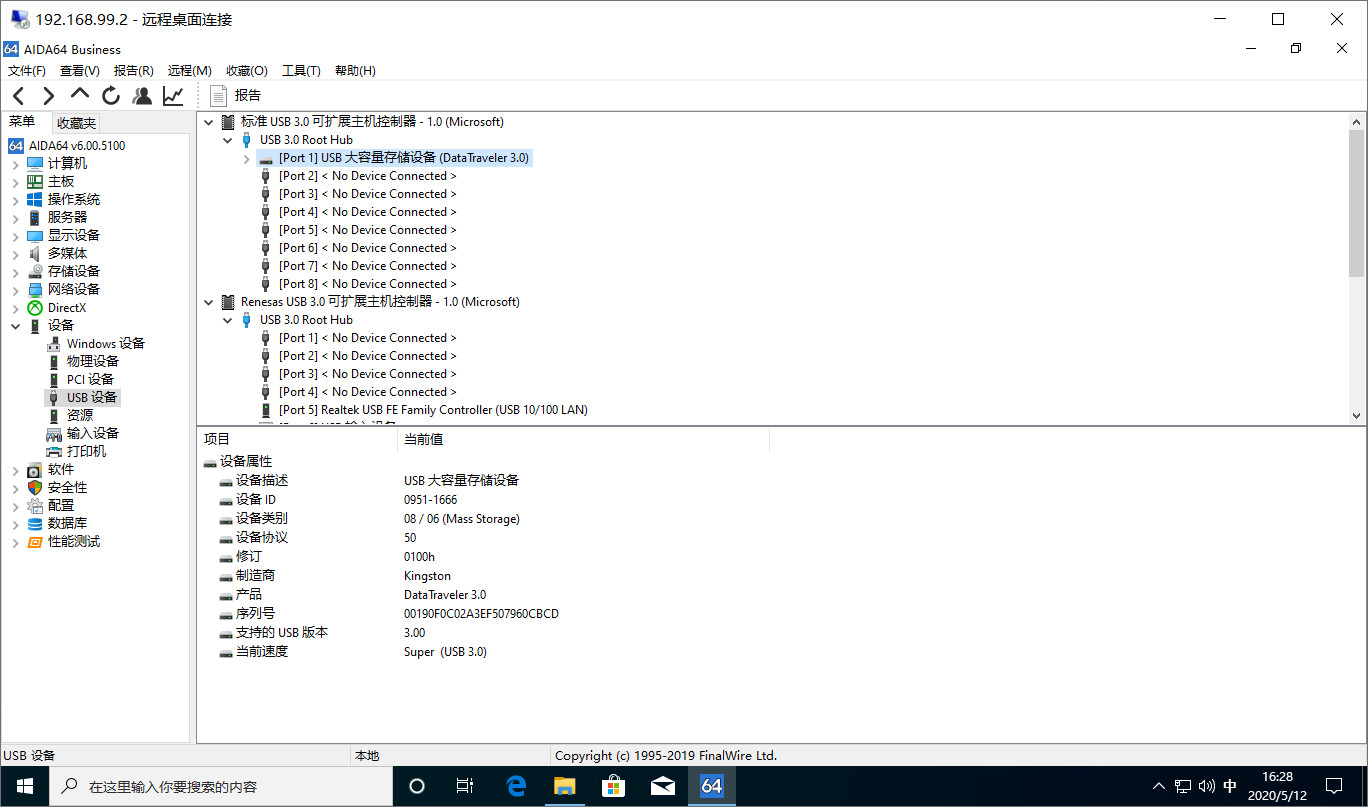 192.168.99.2 - 远程桌面连接
64 AIDA64 Business
文件(F) 查看(V) 报告(R) 远程(M) 收藏(O) 工具(T) 帮助(H)
报告
菜单 收藏夹
64 AIDA64 v6.00.5100
计算机
主板
操作系统
服务器
显示设备
多媒体
存储设备
网络设备
DirectX
设备
Windows 设备
物理设备
PCI 设备
USB 设备
资源
输入设备
打印机
软件
安全性
配置
数据库
性能测试
标准 USB 3.0 可扩展主机控制器 - 1.0 (Microsoft)
USB 3.0 Root Hub
[Port 1] USB 大容量存储设备 (DataTraveler 3.0)
[Port 2] < No Device Connected >
[Port 3] < No Device Connected >
[Port 4] < No Device Connected >
[Port 5] < No Device Connected >
[Port 6] < No Device Connected >
[Port 7] < No Device Connected >
[Port 8] < No Device Connected >
Renesas USB 3.0 可扩展主机控制器 - 1.0 (Microsoft)
USB 3.0 Root Hub
[Port 1] < No Device Connected >
[Port 2] < No Device Connected >
[Port 3] < No Device Connected >
[Port 4] < No Device Connected >
[Port 5] Realtek USB FE Family Controller (USB 10/100 LAN)
项目 当前值
设备属性
设备描述 USB 大容量存储设备
设备 ID 0951-1666
设备类别 08 / 06 (Mass Storage)
设备协议 50
修订 0100h
制造商 Kingston
产品 DataTraveler 3.0
序列号 00190F0C02A3EF507960CBCD
支持的 USB 版本 3.00
当前速度 Super (USB 3.0)
USB 设备 本地 Copyright (c) 1995-2019 FinalWire Ltd.
在这里输入你要搜索的内容
64
中
16:28
2020/5/12